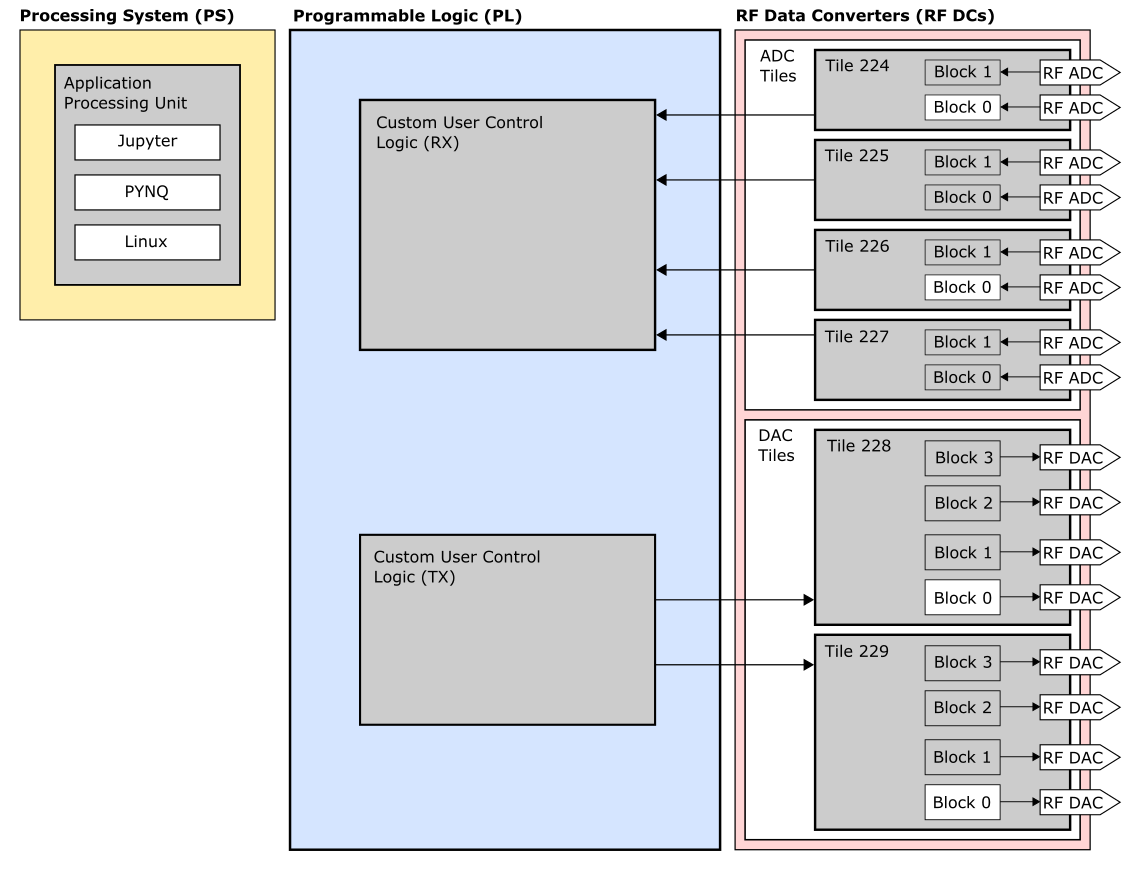 Processing System (PS)
Application
Processing Unit
Jupyter
PYNQ
Linux
Programmable Logic (PL)
Custom User Control
Logic (RX)
Custom User Control
Logic (TX)
RF Data Converters (RF DCs)
ADC
Tiles
Tile 224
Block 1
RF ADC
Block 0
RF ADC
Tile 225
Block 1
RF ADC
Block 0
RF ADC
Tile 226
Block 1
RF ADC
Block 0
RF ADC
Tile 227
Block 1
RF ADC
Block 0
RF ADC
DAC
Tiles
Tile 228
Block 3
RF DAC
Block 2
RF DAC
Block 1
RF DAC
Block 0
RF DAC
Tile 229
Block 3
RF DAC
Block 2
RF DAC
Block 1
RF DAC
Block 0
RF DAC